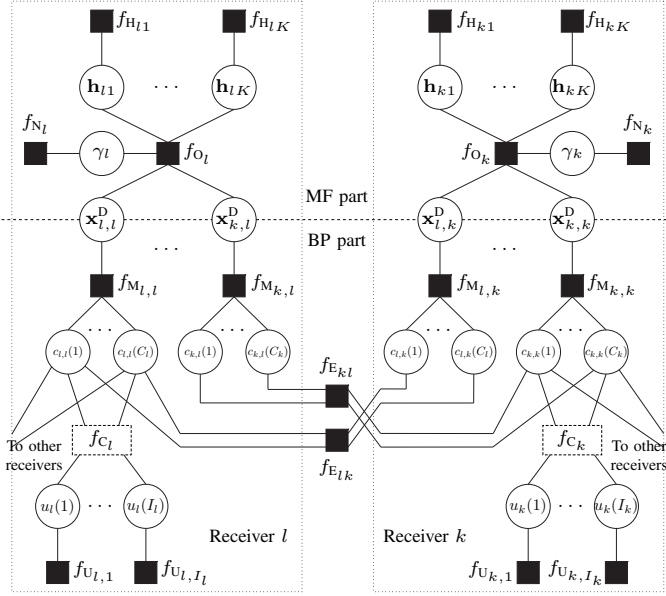 f_{H_{l1}} f_{H_{lK}} f_{H_{k1}} f_{H_{kK}}
h_{l1} ··· h_{lK} h_{k1} ··· h_{kK}
f_{N_l} γ_l f_{O_l} f_{O_k} γ_k f_{N_k}
MF part
x^D_{l,l} x^D_{k,l} x^D_{l,k} x^D_{k,k}
BP part
··· ···
f_{M_{l,l}} f_{M_{k,l}} f_{M_{l,k}} f_{M_{k,k}}
··· ··· ··· ···
c_{l,l}(1) c_{l,l}(C_l) c_{k,l}(1) c_{k,l}(C_k) c_{l,k}(1) c_{l,k}(C_l) c_{k,k}(1) c_{k,k}(C_k)
f_{E_{kl}}
To other f_{C_l} f_{C_k} To other
receivers receivers
f_{E_{lk}}
u_l(1) ··· u_l(I_l) u_k(1) ··· u_k(I_k)
Receiver l Receiver k
f_{U_{l,1}} f_{U_{l,I_l}} f_{U_{k,1}} f_{U_{k,I_k}}